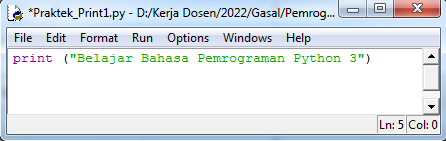 *Praktek_Print1.py - D:/Kerja Dosen/2022/Gasal/Pemrog...
File Edit Format Run Options Windows Help
print ("Belajar Bahasa Pemrograman Python 3")
Ln: 5 Col: 0